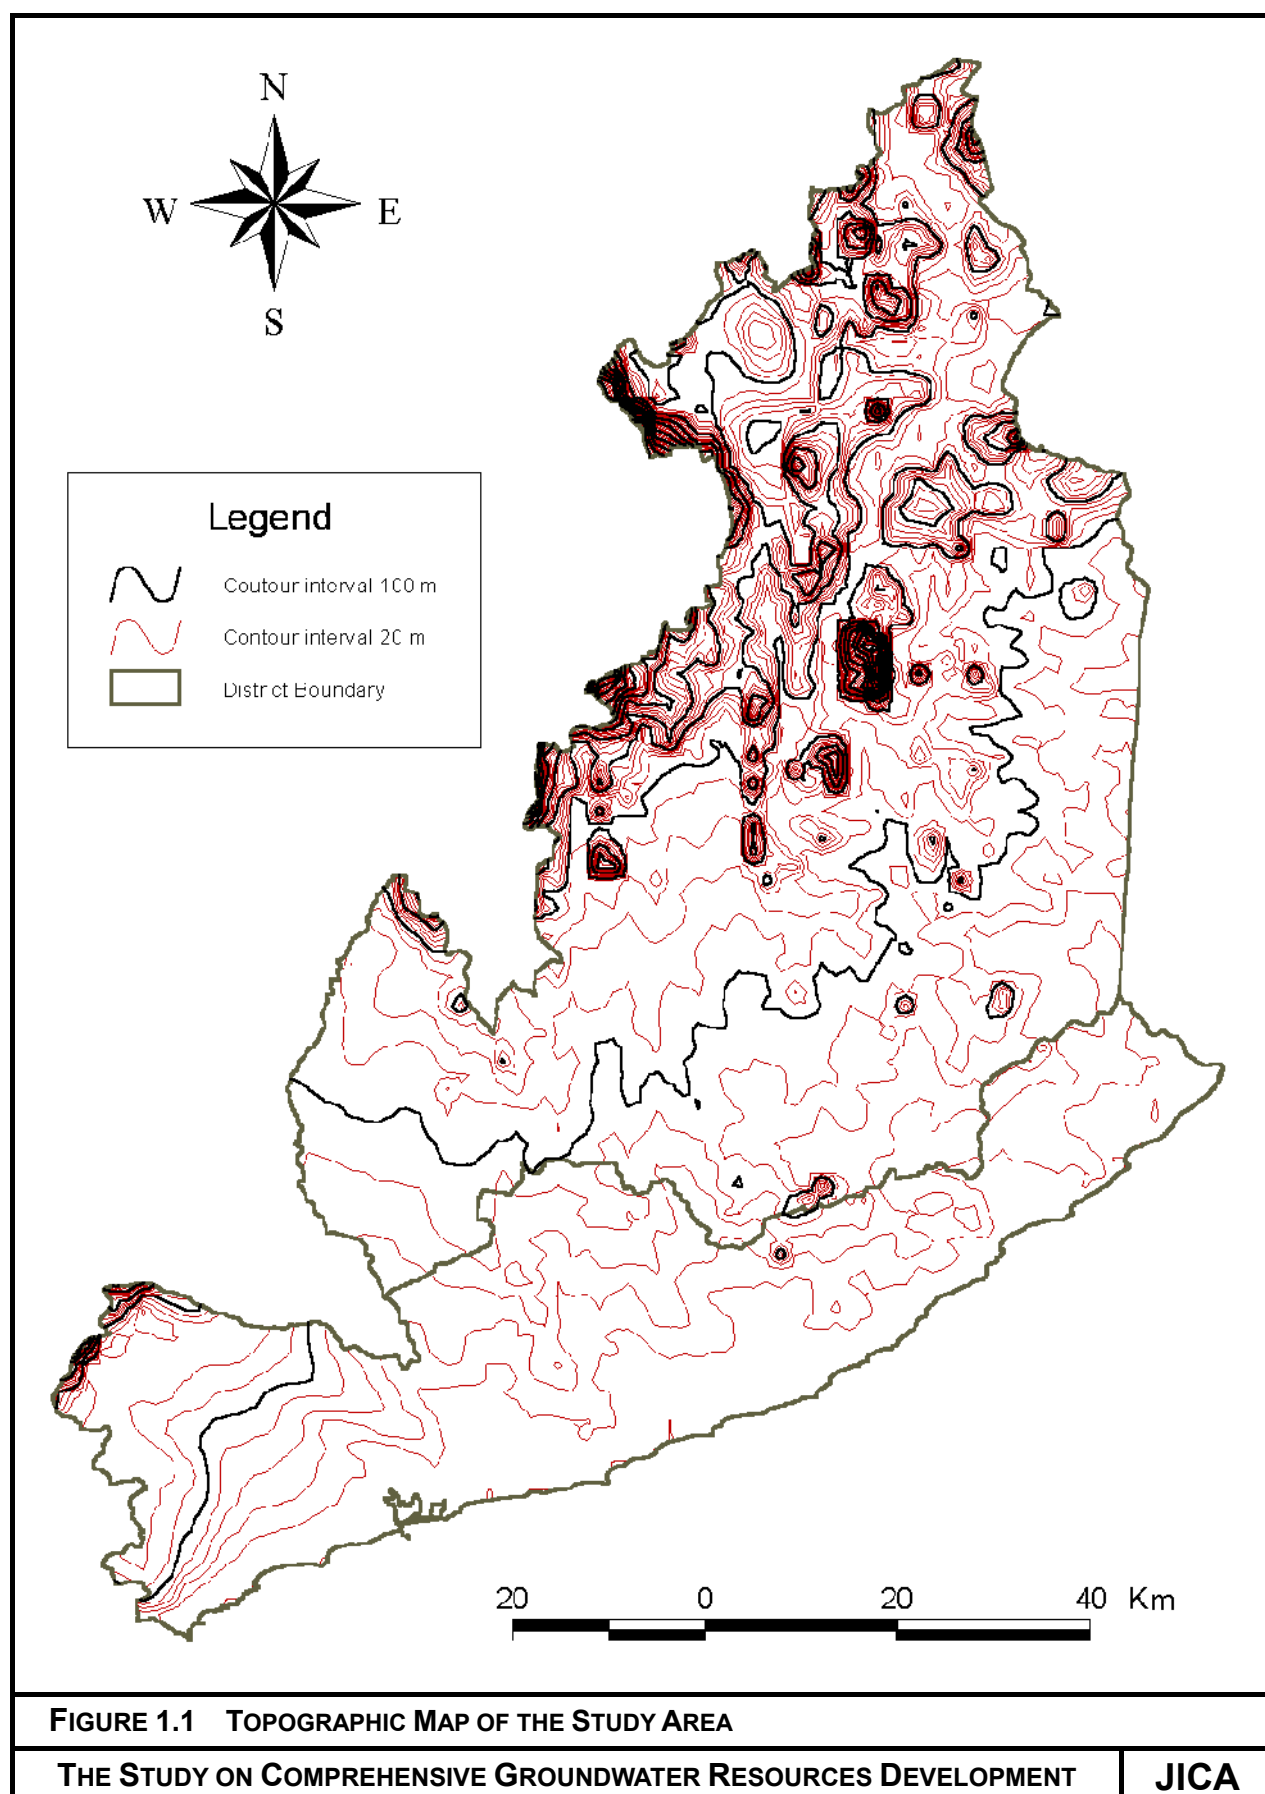 N
W E
S
Legend
Coutour interval 100 m
Contour interval 20 m
District Boundary
20 0 20 40 Km
FIGURE 1.1 TOPOGRAPHIC MAP OF THE STUDY AREA
THE STUDY ON COMPREHENSIVE GROUNDWATER RESOURCES DEVELOPMENT JICA